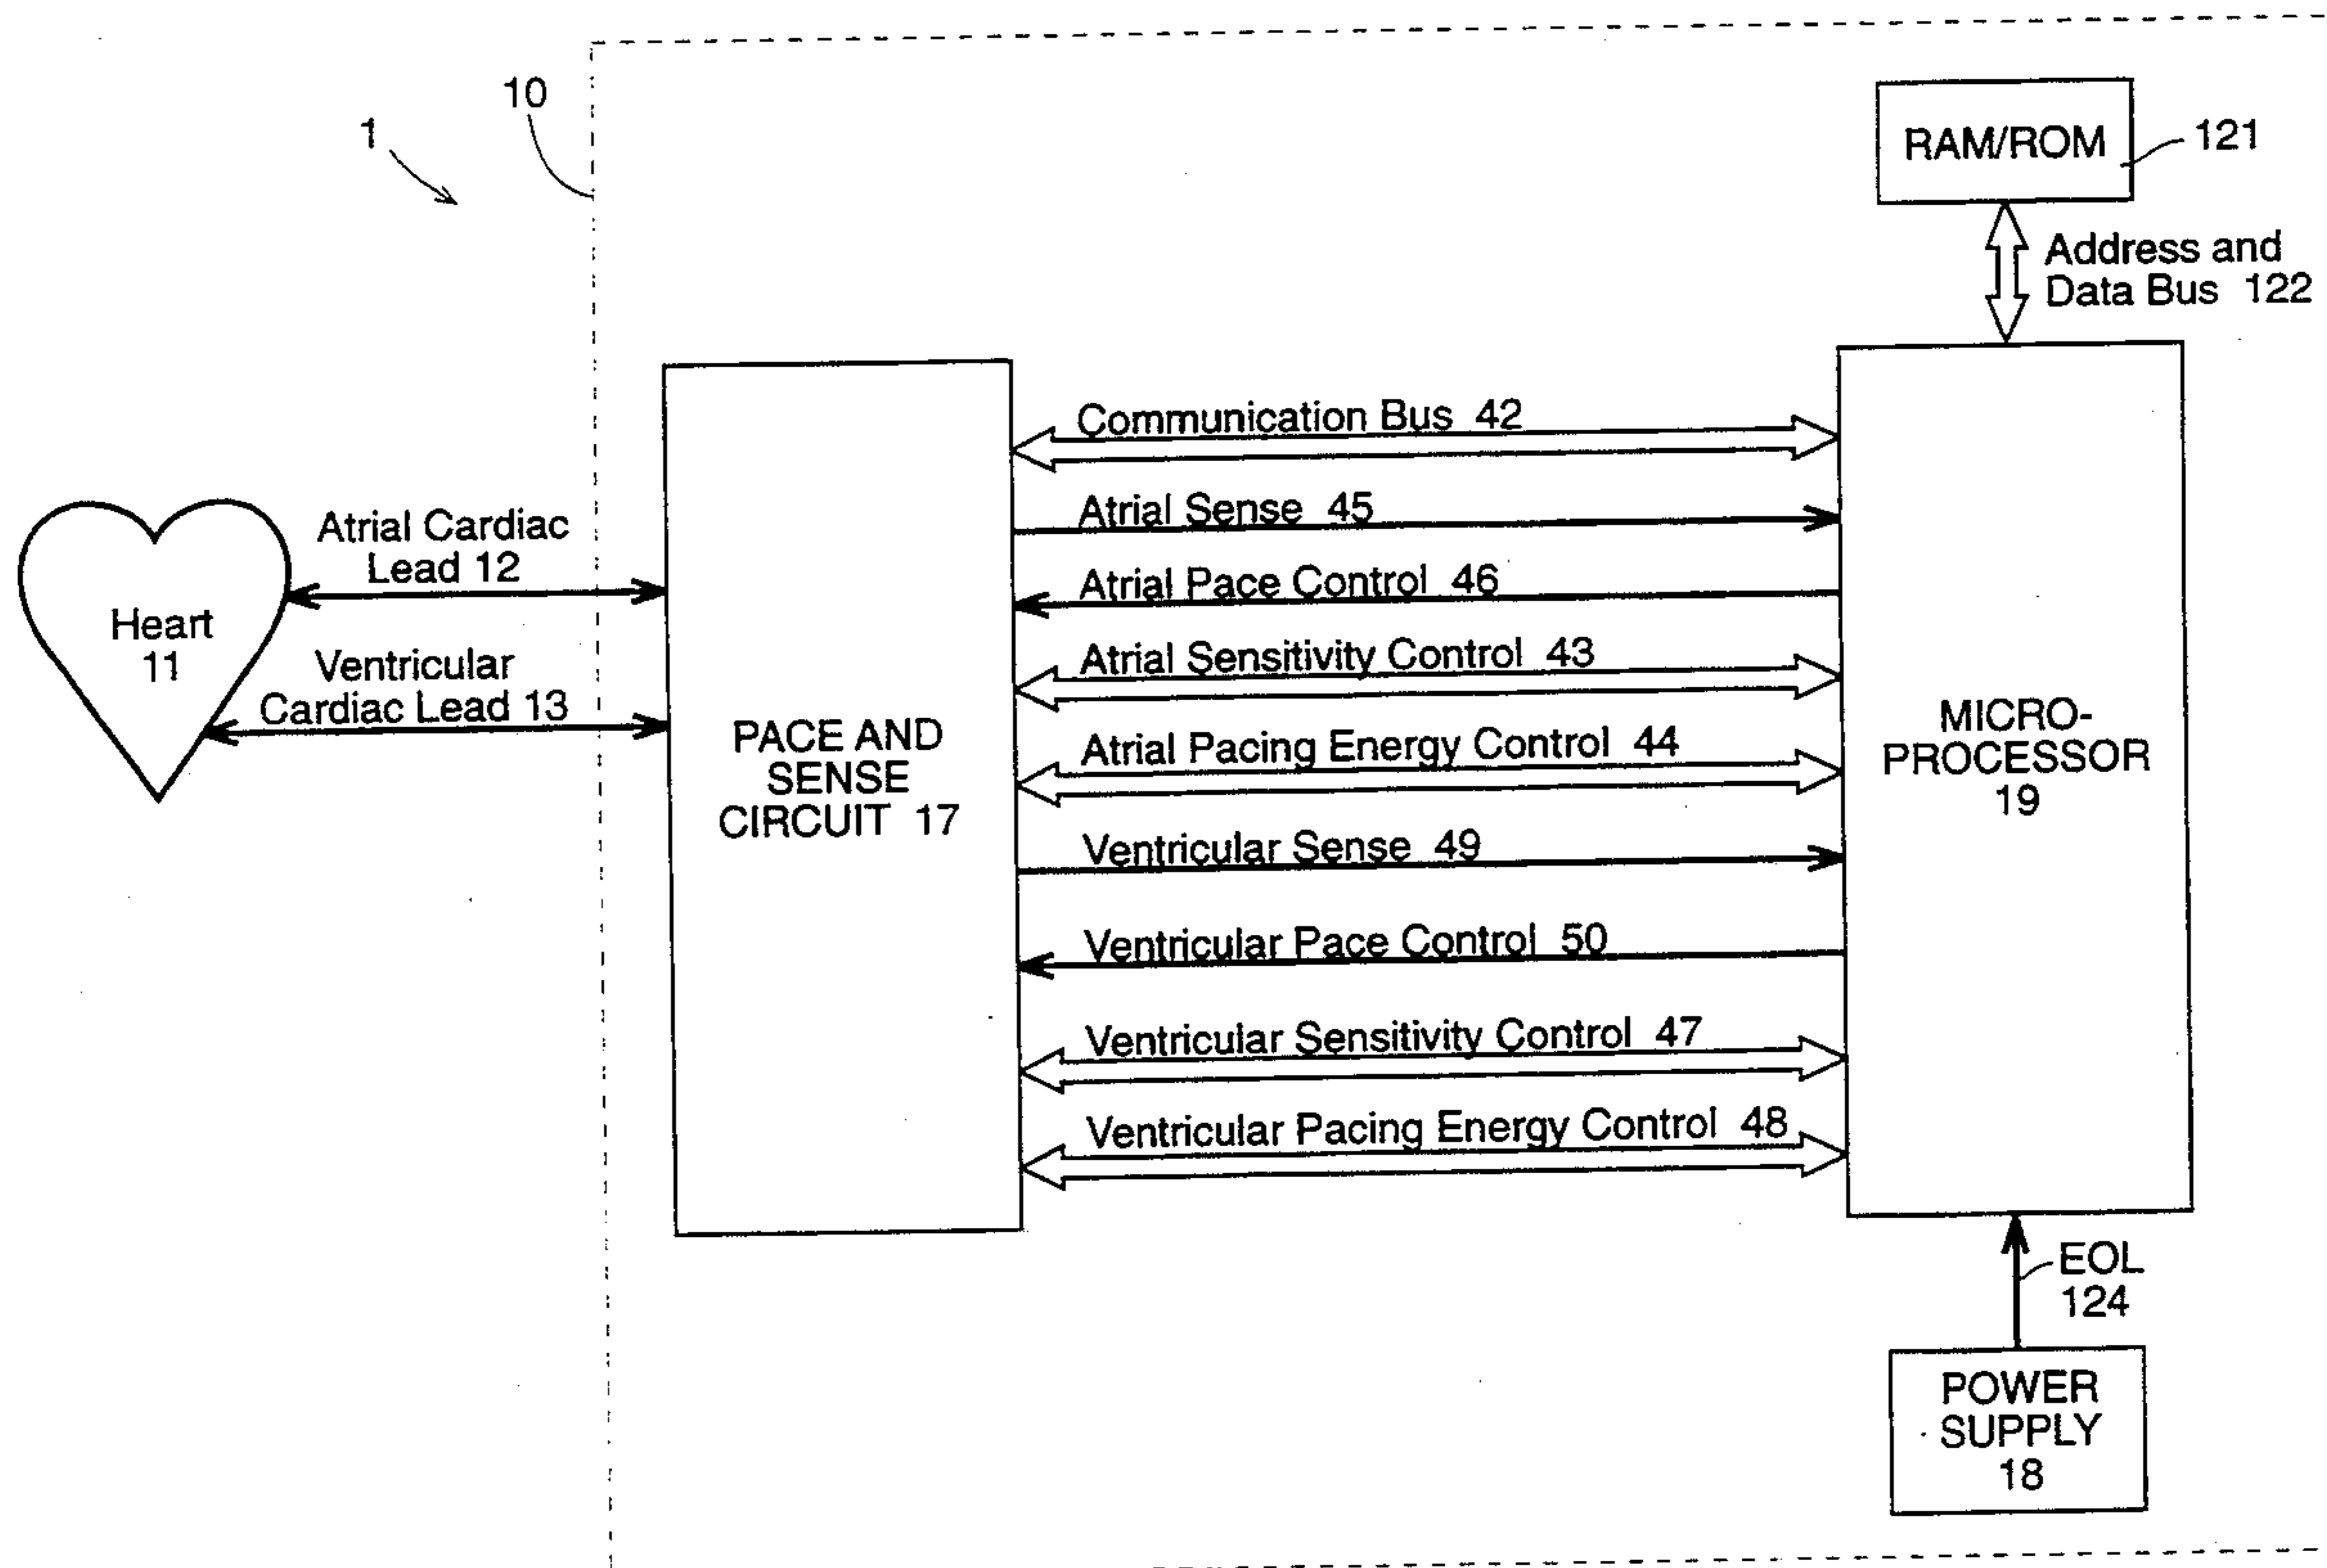 10
1
RAM/ROM
121
Address and
Data Bus 122
Communication Bus 42
Atrial Sense 45
Atrial Pace Control 46
Atrial Sensitivity Control 43
Atrial Pacing Energy Control 44
Ventricular Sense 49
Ventricular Pace Control 50
Ventricular Sensitivity Control 47
Ventricular Pacing Energy Control 48
Atrial Cardiac
Lead 12
Heart
11
Ventricular
Cardiac Lead 13
PACE AND
SENSE
CIRCUIT 17
MICRO-
PROCESSOR
19
EOL
124
POWER
SUPPLY
18